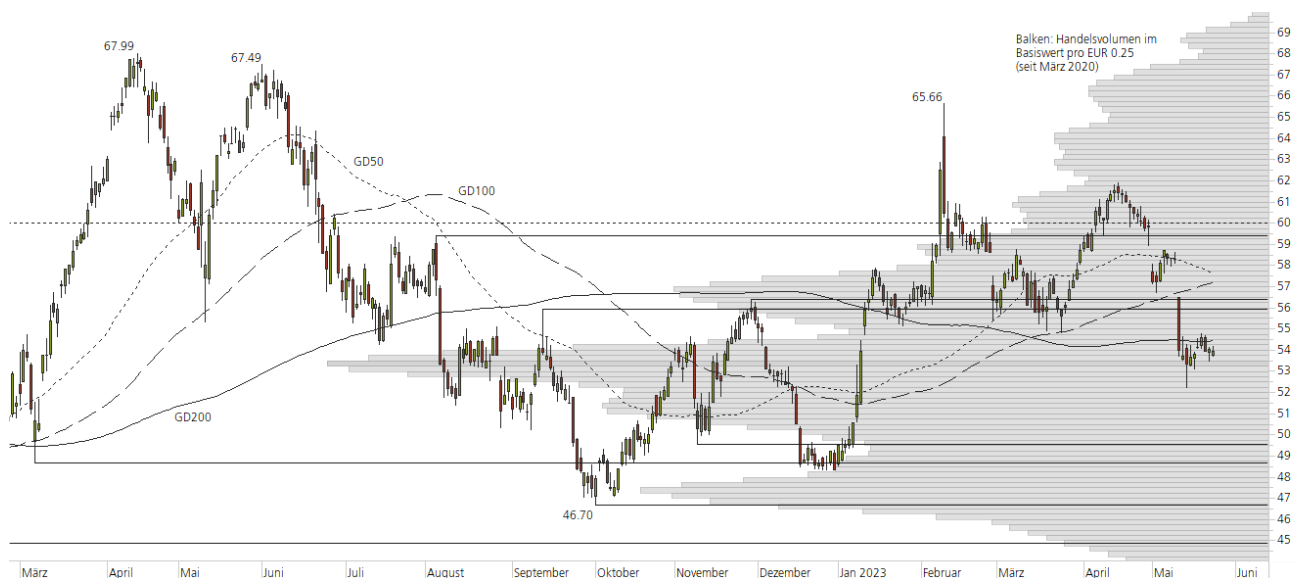 67.99
67.49
65.66
46.70
GD50
GD100
GD200
Balken: Handelsvolumen im
Basiswert pro EUR 0.25
(seit März 2020)
69
68
67
66
65
64
63
62
61
60
59
58
57
56
55
54
53
52
51
50
49
48
47
46
45
März
April
Mai
Juni
Juli
August
September
Oktober
November
Dezember
Jan 2023
Februar
März
April
Mai
Juni